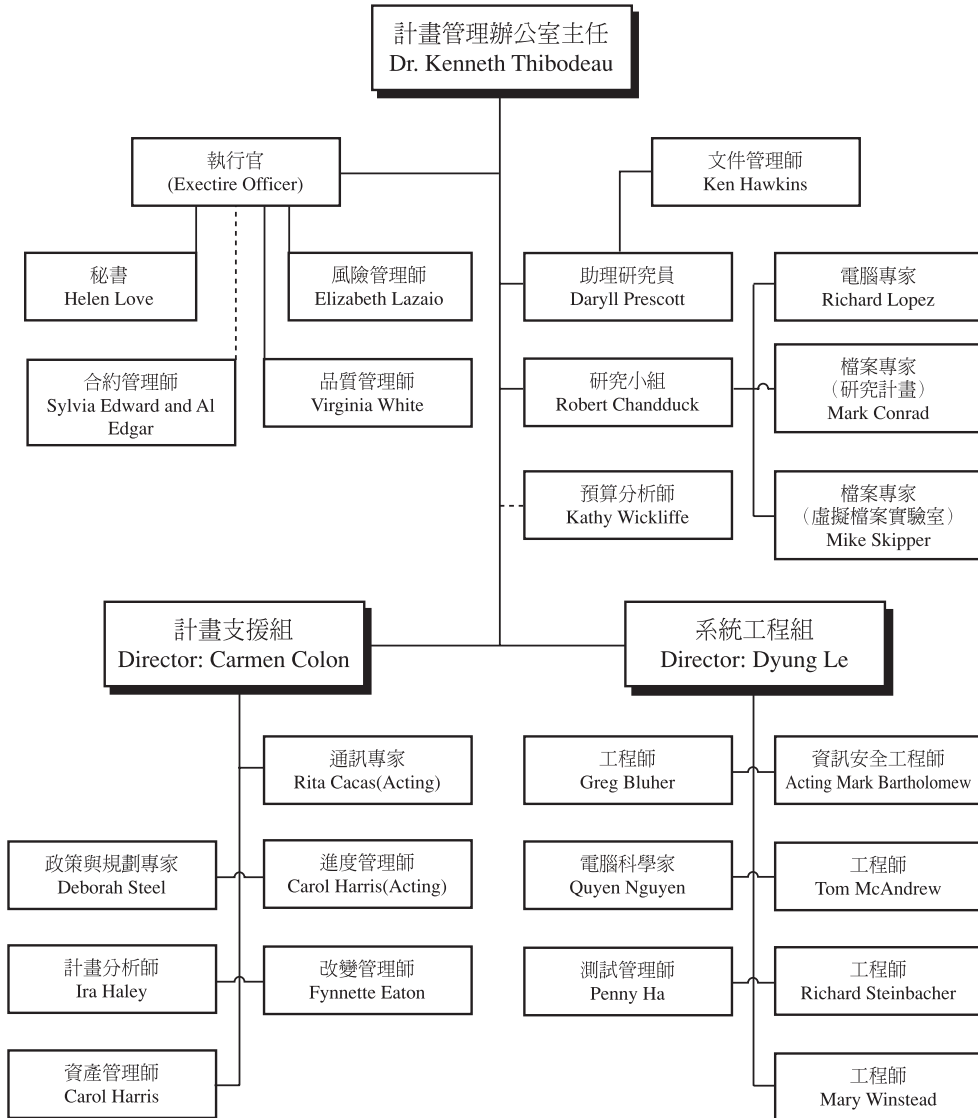 計畫管理辦公室主任
Dr. Kenneth Thibodeau
執行官
(Exectire Officer)
文件管理師
Ken Hawkins
秘書
Helen Love
風險管理師
Elizabeth Lazaio
助理研究員
Daryll Prescott
電腦專家
Richard Lopez
合約管理師
Sylvia Edward and Al
Edgar
品質管理師
Virginia White
研究小組
Robert Chandduck
檔案專家
（研究計畫）
Mark Conrad
預算分析師
Kathy Wickliffe
檔案專家
（虛擬檔案實驗室）
Mike Skipper
計畫支援組
Director: Carmen Colon
系統工程組
Director: Dyung Le
通訊專家
Rita Cacas(Acting)
工程師
Greg Bluher
資訊安全工程師
Acting Mark Bartholomew
政策與規劃專家
Deborah Steel
進度管理師
Carol Harris(Acting)
電腦科學家
Quyen Nguyen
工程師
Tom McAndrew
計畫分析師
Ira Haley
改變管理師
Fynnette Eaton
測試管理師
Penny Ha
工程師
Richard Steinbacher
資產管理師
Carol Harris
工程師
Mary Winstead